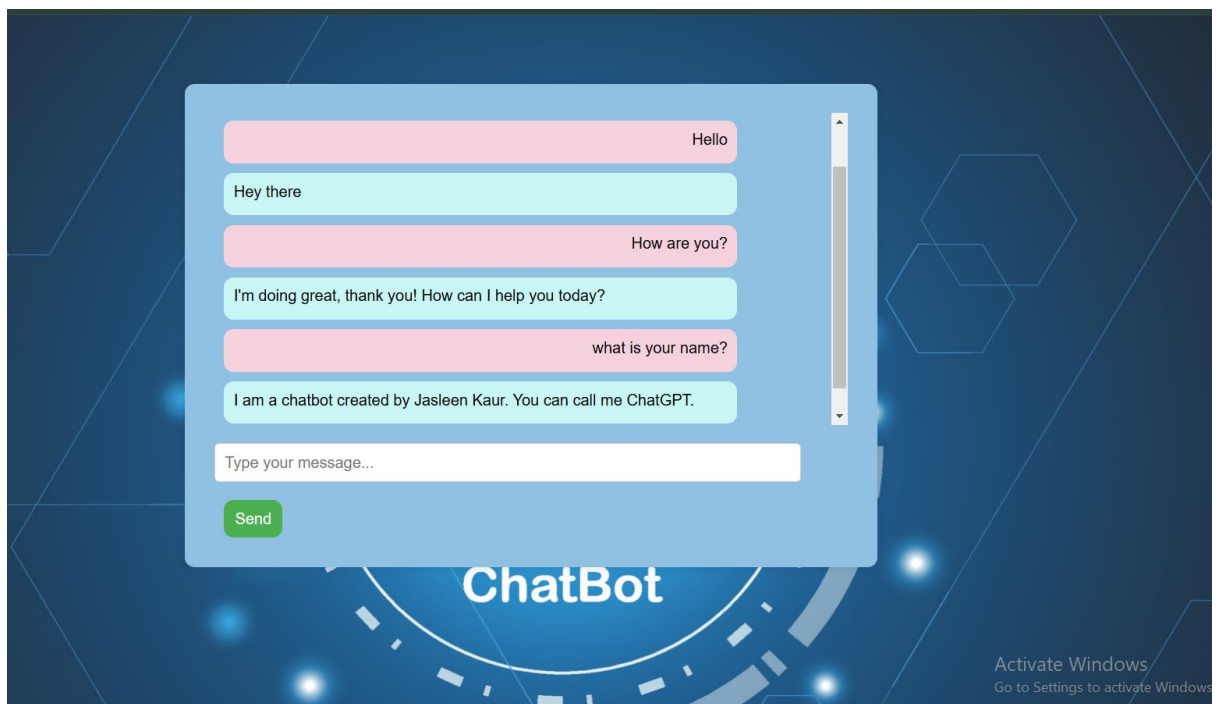 Hello
Hey there
How are you?
I'm doing great, thank you! How can I help you today?
what is your name?
I am a chatbot created by Jasleen Kaur. You can call me ChatGPT.
Type your message...
Send
ChatBot
Activate Windows
Go to Settings to activate Windows